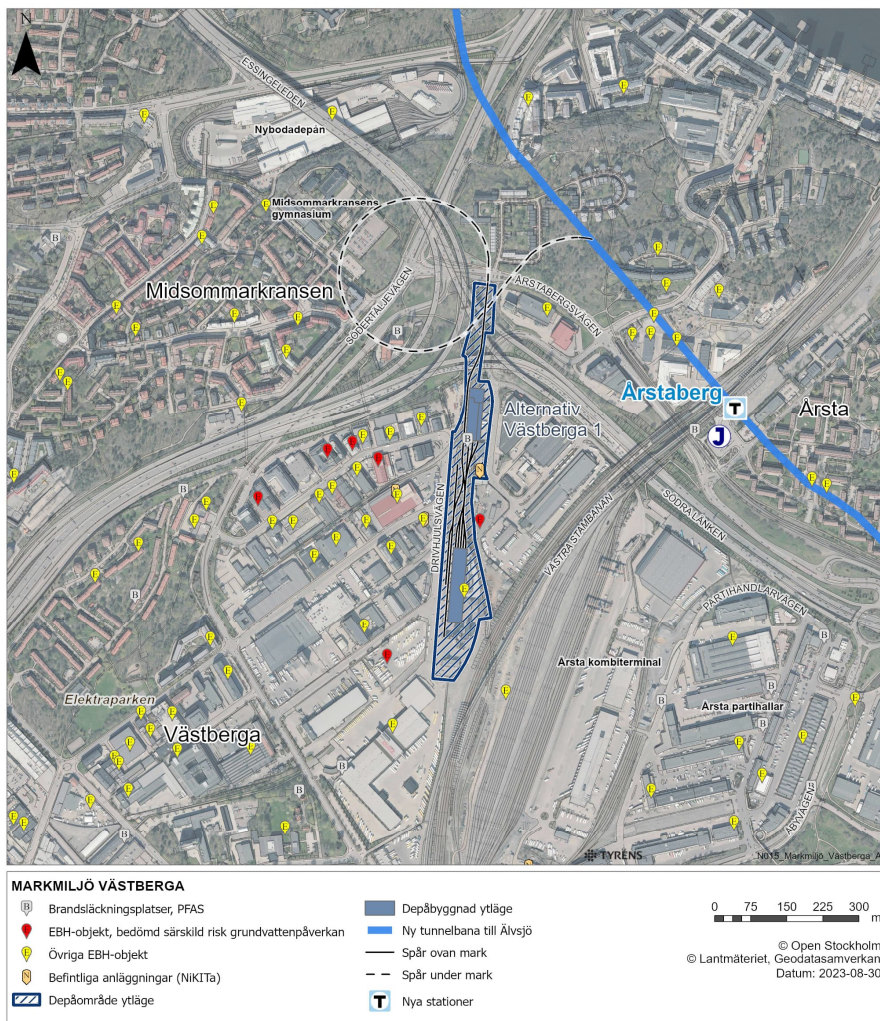 N
ESSINGELEDEN
Nybodadepån
Midsommarkransens
gymnasium
Midsommarkransen
SÖDERTÄLJEVÄGEN
ÅRSTABERGSVÄGEN
Årstaberg
T
Årsta
J
Alternativ
Västberga 1
DRIVHJULSVÄGEN
VÄSTRA STAMBANAN
SÖDRA LÄNKEN
PARTIHANDLARVÄGEN
Årsta kombiterminal
Årsta partihallar
Elektraparken
Västberga
ÅBYVÄGEN
TYRÉNS
N015_Markmiljö_Västberga_A
MARKMILJÖ VÄSTBERGA
B Brandsläckningsplatser, PFAS
E EBH-objekt, bedömd särskild risk grundvattenpåverkan
E Övriga EBH-objekt
N Befintliga anläggningar (NiKITa)
Depåområde ytläge
Depåbyggnad ytläge
Ny tunnelbana till Älvsjö
Spår ovan mark
Spår under mark
T Nya stationer
0 75 150 225 300
m
© Open Stockholm
© Lantmäteriet, Geodatasamverkan
Datum: 2023-08-30